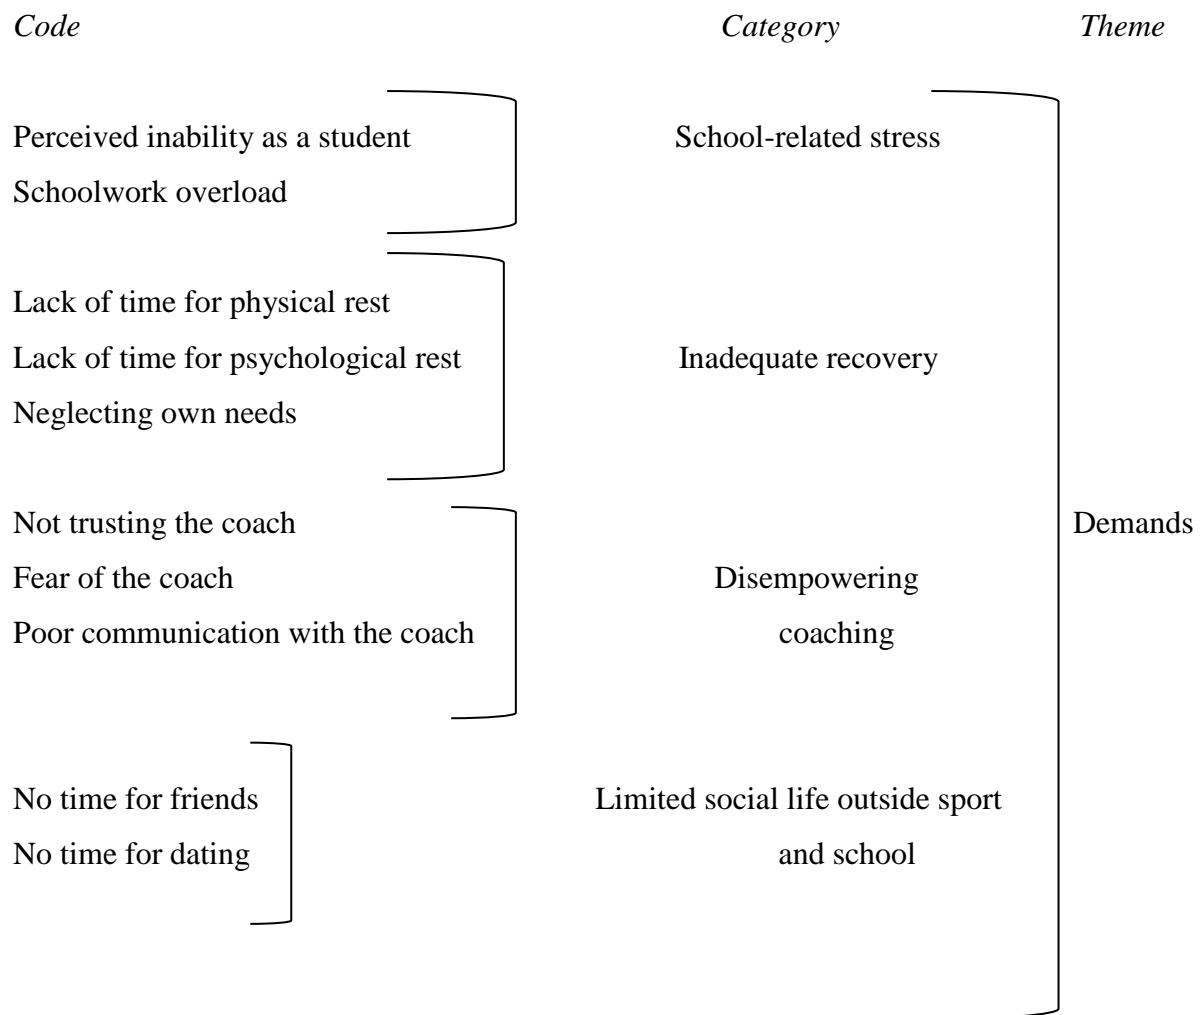 Code Category Theme
Perceived inability as a student School-related stress
Schoolwork overload
Lack of time for physical rest
Lack of time for psychological rest Inadequate recovery
Neglecting own needs
Not trusting the coach Demands
Fear of the coach Disempowering
Poor communication with the coach coaching
No time for friends Limited social life outside sport
No time for dating and school